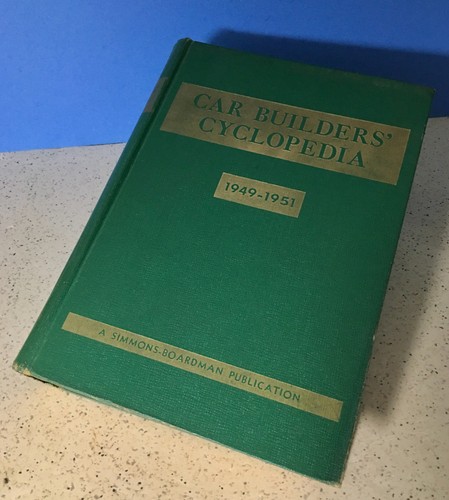 CAR BUILDERS'
CYCLOPEDIA
1949-1951
A SIMMONS-BOARDMAN PUBLICATION